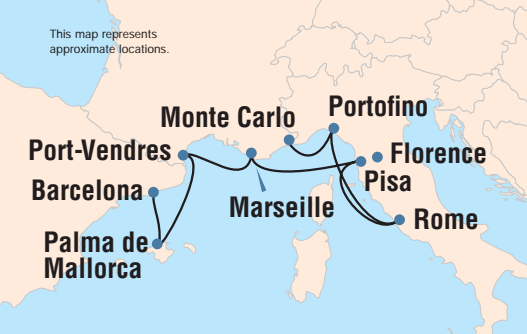 This map represents
approximate locations.
Portofino
Monte Carlo
Port-Vendres
Florence
Pisa
Barcelona
Marseille
Rome
Palma de
Mallorca